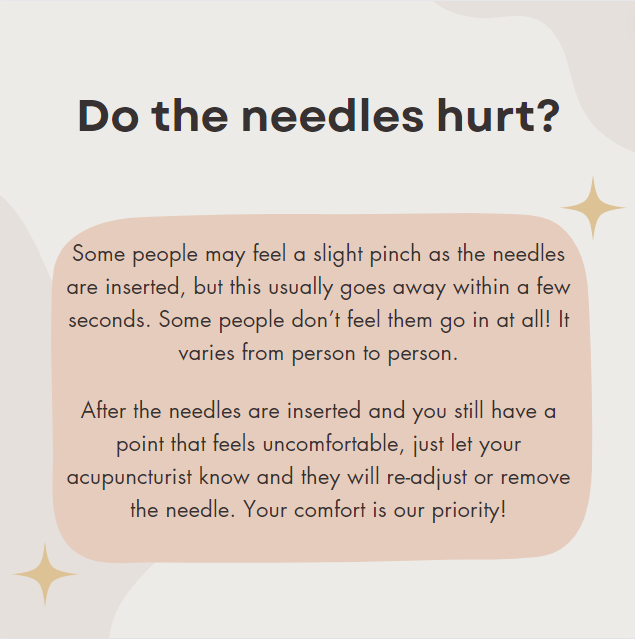 Do the needles hurt?
Some people may feel a slight pinch as the needles
are inserted, but this usually goes away within a few
seconds. Some people don’t feel them go in at all! It
varies from person to person.
After the needles are inserted and you still have a
point that feels uncomfortable, just let your
acupuncturist know and they will re-adjust or remove
the needle. Your comfort is our priority!